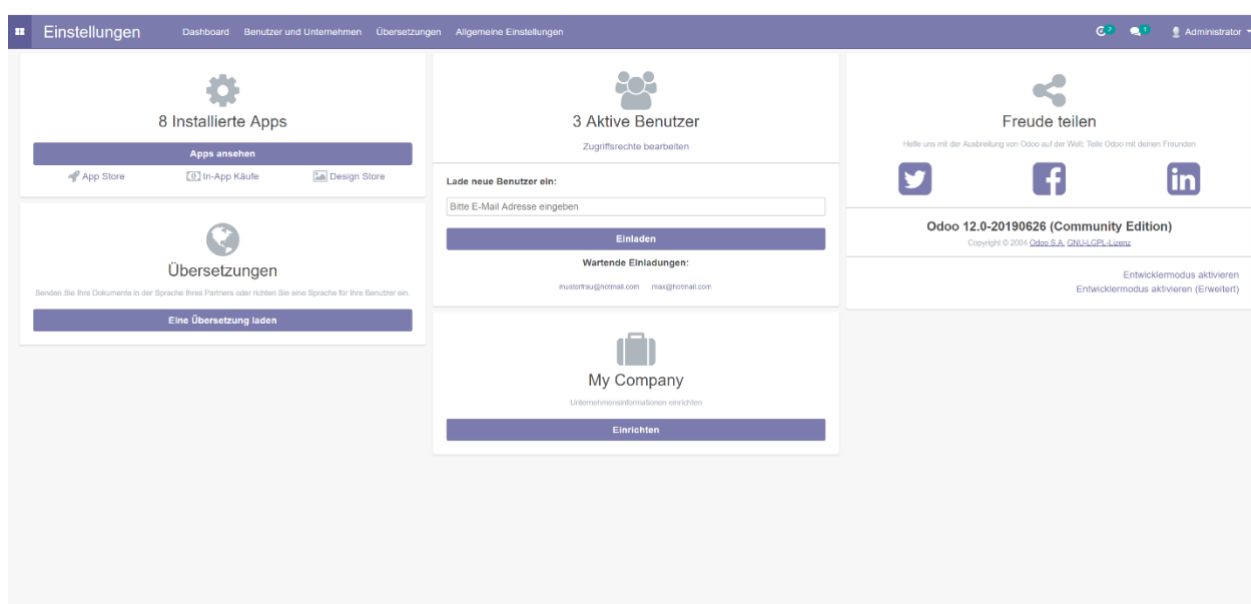 Einstellungen Dashboard Benutzer und Unternehmen Übersetzungen Allgemeine Einstellungen 1 Administrator
8 Installierte Apps
Apps ansehen
App Store In-App Käufe Design Store
Übersetzungen
Senden Sie Ihre Dokumente in der Sprache Ihres Partners oder richten Sie eine Sprache für Ihre Benutzer ein.
Eine Übersetzung laden
3 Aktive Benutzer
Zugriffsrechte bearbeiten
Lade neue Benutzer ein:
Bitte E-Mail Adresse eingeben
Einladen
Wartende Einladungen:
musterfrau@hotmail.com max@hotmail.com
My Company
Unternehmensinformationen einrichten
Einrichten
Freude teilen
Helfe uns mit der Ausbreitung von Odoo auf der Welt; Teile Odoo mit deinen Freunden
Odoo 12.0-20190626 (Community Edition)
Copyright © 2004 Odoo S.A. GNU-LGPL-Lizenz
Entwicklermodus aktivieren
Entwicklermodus aktivieren (Erweitert)